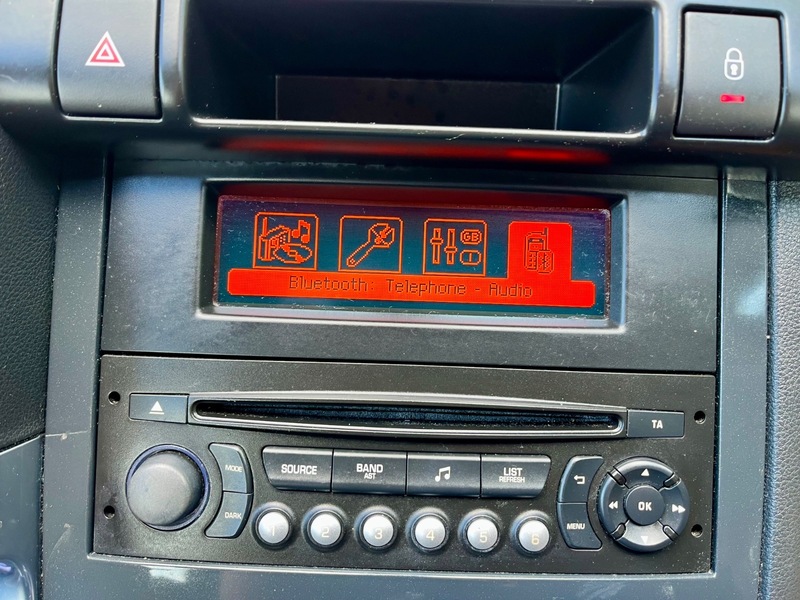 GB
Bluetooth: Telephone - Audio
TA
MODE
SOURCE
BAND
AST
LIST
REFRESH
DARK
MENU
OK
1 2 3 4 5 6